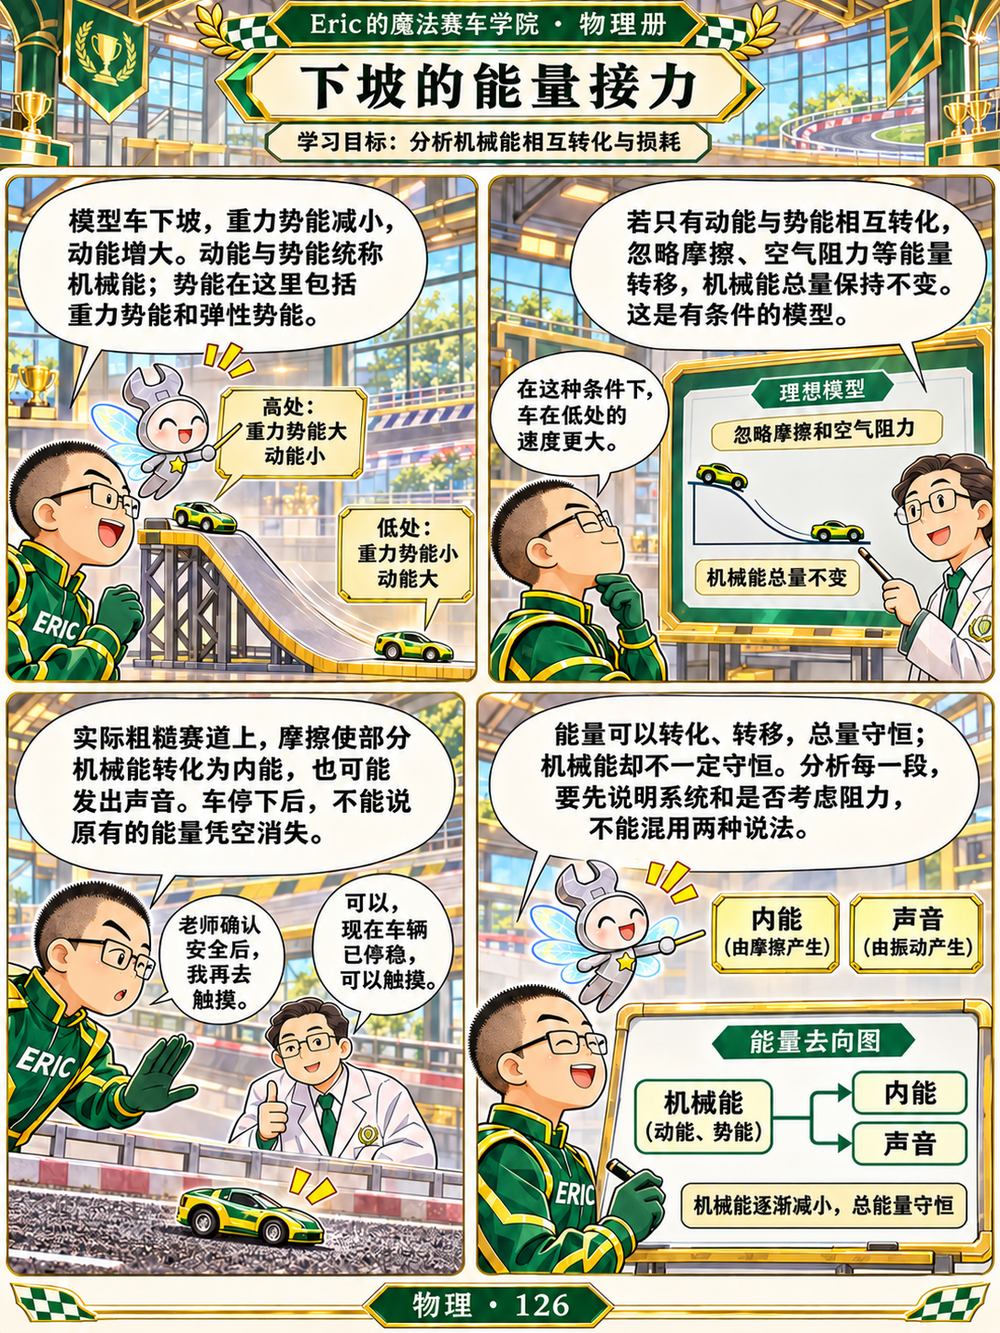 Eric的魔法赛车学院 · 物理册
下坡的能量接力
学习目标：分析机械能相互转化与损耗
模型车下坡，重力势能减小，
动能增大。动能与势能统称
机械能；势能在这里包括
重力势能和弹性势能。
高处：
重力势能大
动能小
低处：
重力势能小
动能大
ERIC
若只有动能与势能相互转化，
忽略摩擦、空气阻力等能量
转移，机械能总量保持不变。
这是有条件的模型。
在这种条件下，
车在低处的
速度更大。
理想模型
忽略摩擦和空气阻力
机械能总量不变
实际粗糙赛道上，摩擦使部分
机械能转化为内能，也可能
发出声音。车停下后，不能说
原有的能量凭空消失。
老师确认
安全后，
我再去
触摸。
可以，
现在车辆
已停稳，
可以触摸。
ERIC
能量可以转化、转移，总量守恒；
机械能却不一定守恒。分析每一段，
要先说明系统和是否考虑阻力，
不能混用两种说法。
内能
（由摩擦产生）
声音
（由振动产生）
能量去向图
机械能
（动能、势能）
内能
声音
机械能逐渐减小，总能量守恒
ERIC
物理 · 126